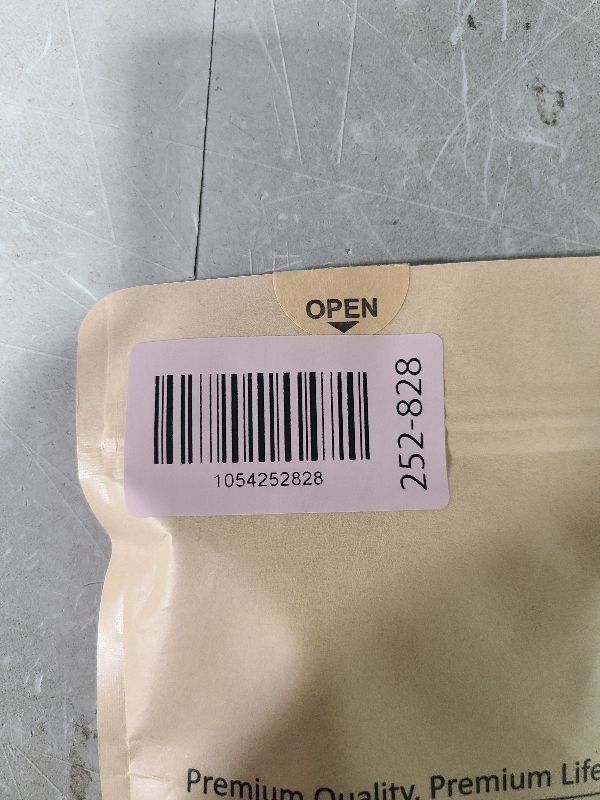 OPEN
1054252828
252-828
Premium Quality, Premium Life